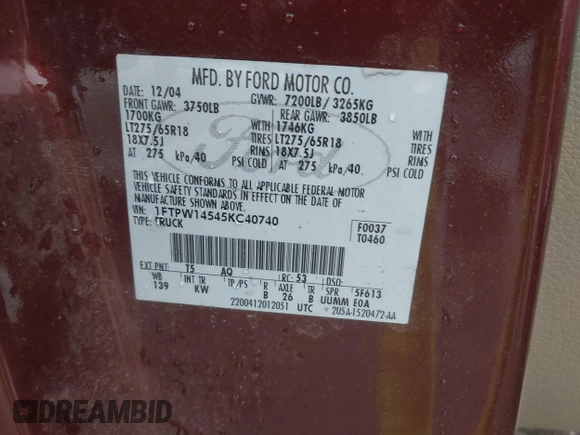 MFD. BY FORD MOTOR CO.
DATE: 12/04 GVWR: 7200LB/ 3265KG
FRONT GAWR: 3750LB REAR GAWR: 3850LB
1700KG WITH 1746KG WITH
LT275/65R18 TIRES LT275/65R18 TIRES
18X7.5J RIMS 18X7.5J RIMS
AT 275 kPa/40 PSI COLD AT 275 kPa/40 PSI COLD
THIS VEHICLE CONFORMS TO ALL APPLICABLE FEDERAL MOTOR
VEHICLE SAFETY STANDARDS IN EFFECT ON THE DATE OF
MANUFACTURE SHOWN ABOVE.
VIN: 1FTPW14545KC40740 F0037
TYPE: TRUCK T0460
EXT PNT: T5 AQ RC: 53 DSO:
WB INT TR TP/PS R AXLE TR SPR 5F613
139 KW B 26 B UUMM E0A
2200412012051 UTC 2U5A-1520472-AA
Ford
DREAMBID